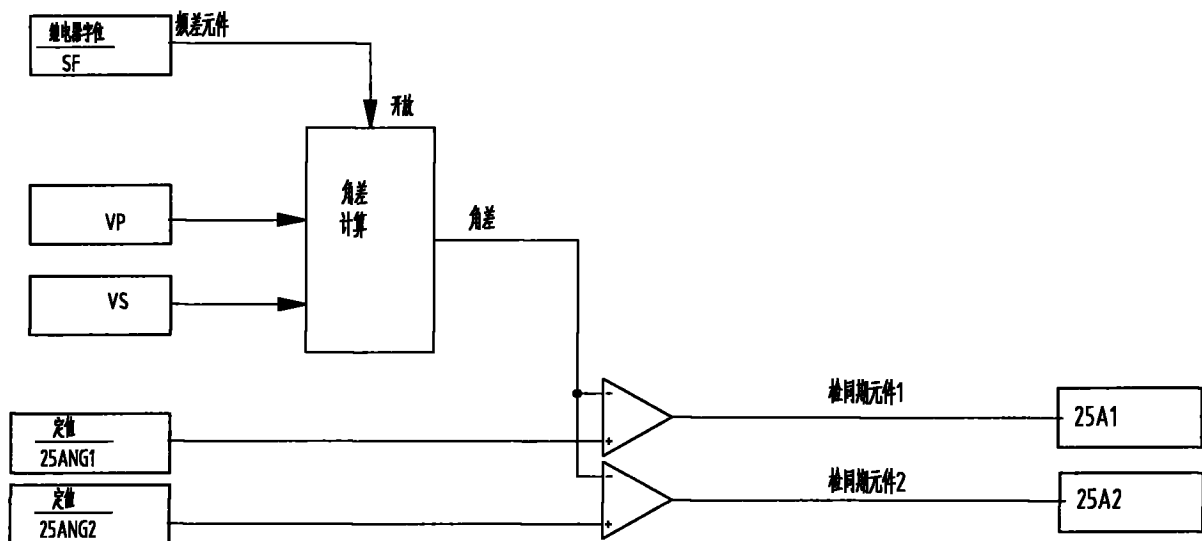 继电器字位
SF
频差元件
开放
VP
VS
角差
计算
角差
-
+
-
+
定值
25ANG1
定值
25ANG2
检同期元件1
25A1
检同期元件2
25A2